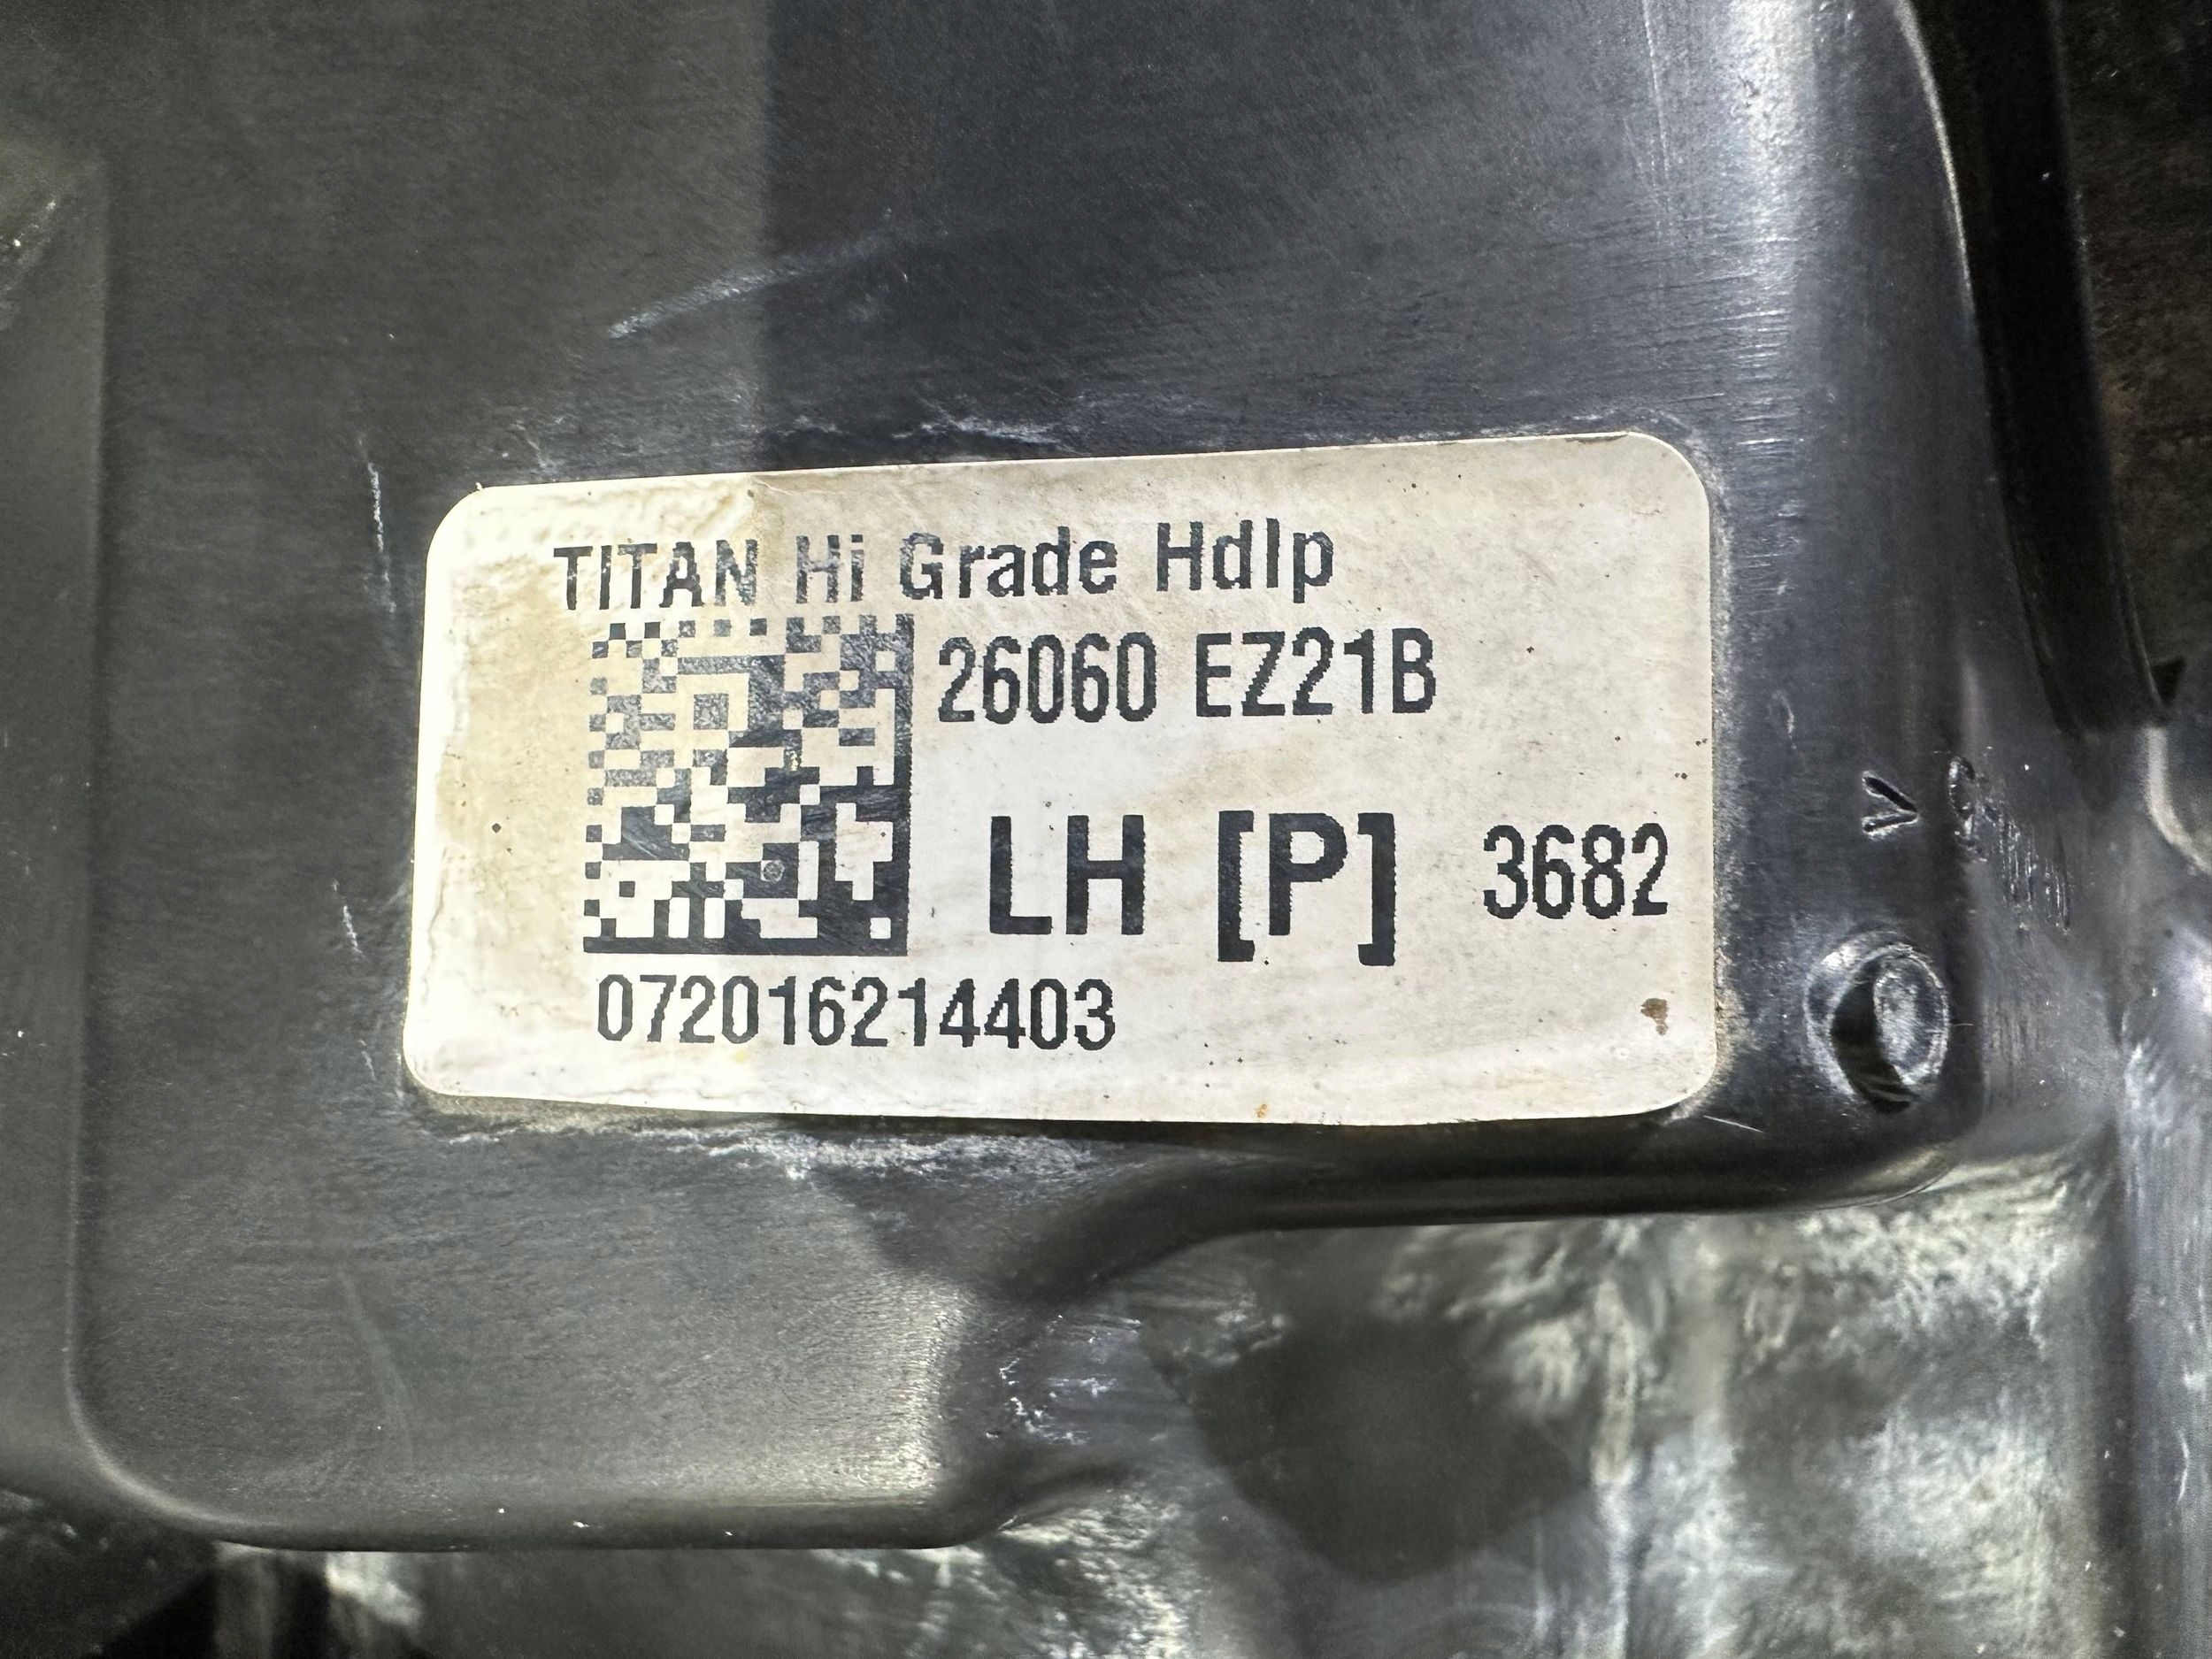 TITAN Hi Grade Hdlp
26060 EZ21B
LH [P] 3682
072016214403